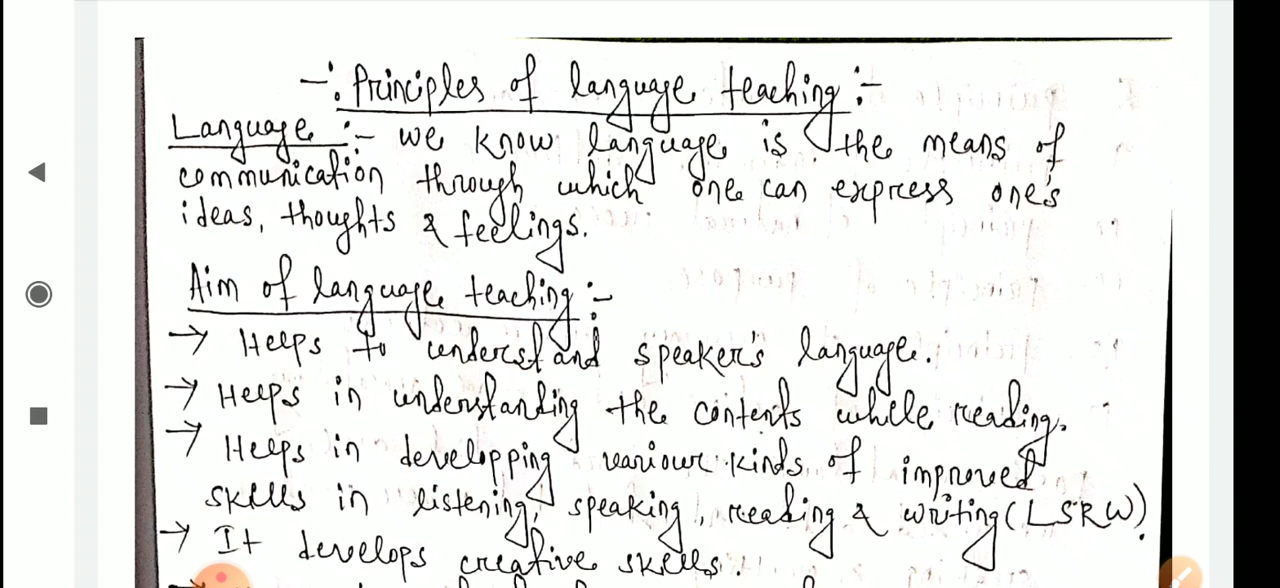 -: Principles of language teaching :-
Language :- we know language is the means of
communication through which one can express one's
ideas, thoughts & feelings.
Aim of language teaching :-
→ Helps to understand speaker's language.
→ Helps in understanding the contents while reading.
→ Helps in developping various kinds of improved
skills in listening, speaking, reading & writing (LSRW).
→ It develops creative skills.